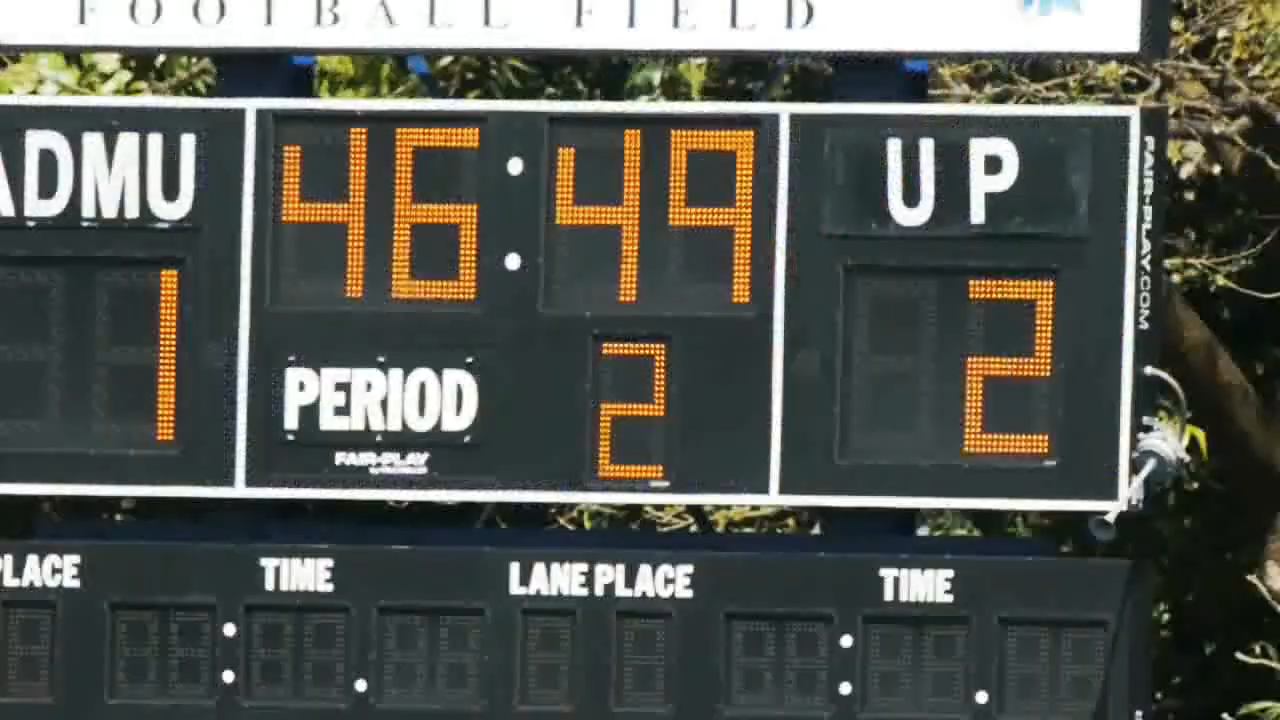 FOOTBALL FIELD
ADMU 46:49 UP
1 PERIOD 2 2
FAIR-PLAY
FAIR-PLAY.COM
PLACE TIME LANE PLACE TIME